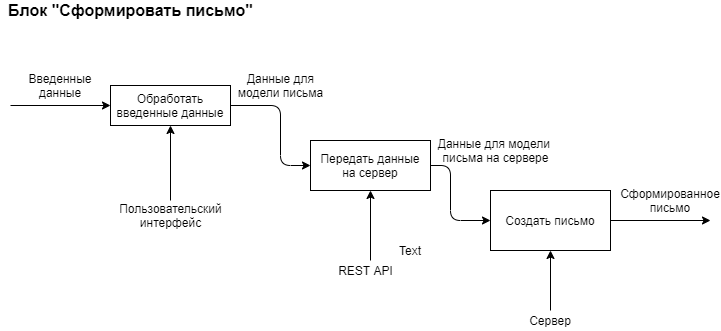 Блок "Сформировать письмо"
Введенные
данные
Обработать
введенные данные
Данные для
модели письма
Пользовательский
интерфейс
Передать данные
на сервер
Данные для модели
письма на сервере
Text
REST API
Создать письмо
Сформированное
письмо
Сервер